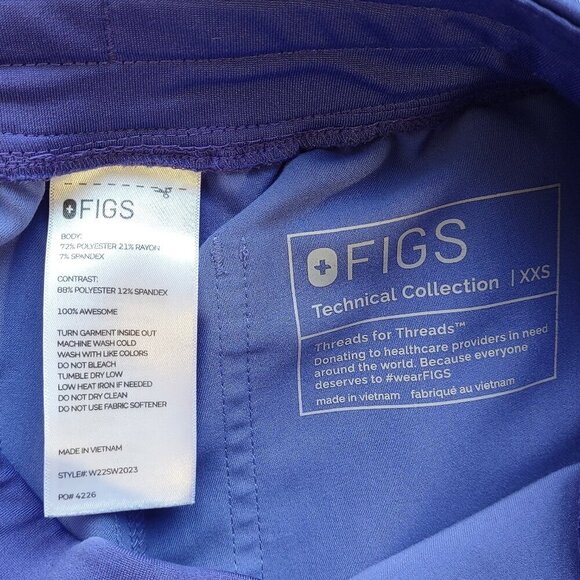 FIGS
BODY:
72% POLYESTER 21% RAYON
7% SPANDEX
CONTRAST:
88% POLYESTER 12% SPANDEX
100% AWESOME
TURN GARMENT INSIDE OUT
MACHINE WASH COLD
WASH WITH LIKE COLORS
DO NOT BLEACH
TUMBLE DRY LOW
LOW HEAT IRON IF NEEDED
DO NOT DRY CLEAN
DO NOT USE FABRIC SOFTENER
MADE IN VIETNAM
STYLE#: W22SW2023
PO# 4226
FIGS
Technical Collection | XXS
Threads for Threads™
Donating to healthcare providers in need
around the world. Because everyone
deserves to #wearFIGS
made in vietnam fabriqué au vietnam